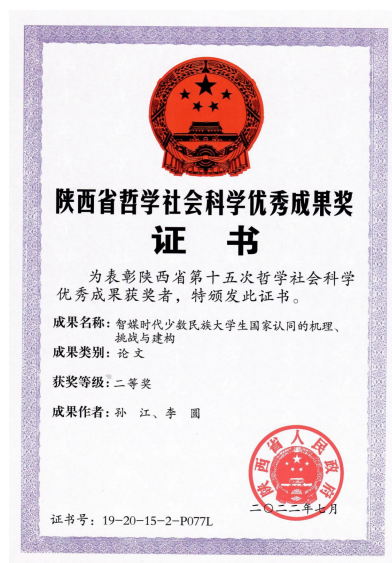 陕西省哲学社会科学优秀成果奖
证书
为表彰陕西省第十五次哲学社会科学
优秀成果获奖者，特颁发此证书。
成果名称：智媒时代少数民族大学生国家认同的机理、
挑战与建构
成果类别：论文
获奖等级：二等奖
成果作者：孙 江、李 圆
陕西省人民政府
二〇二二年七月
证书号：19-20-15-2-P077L